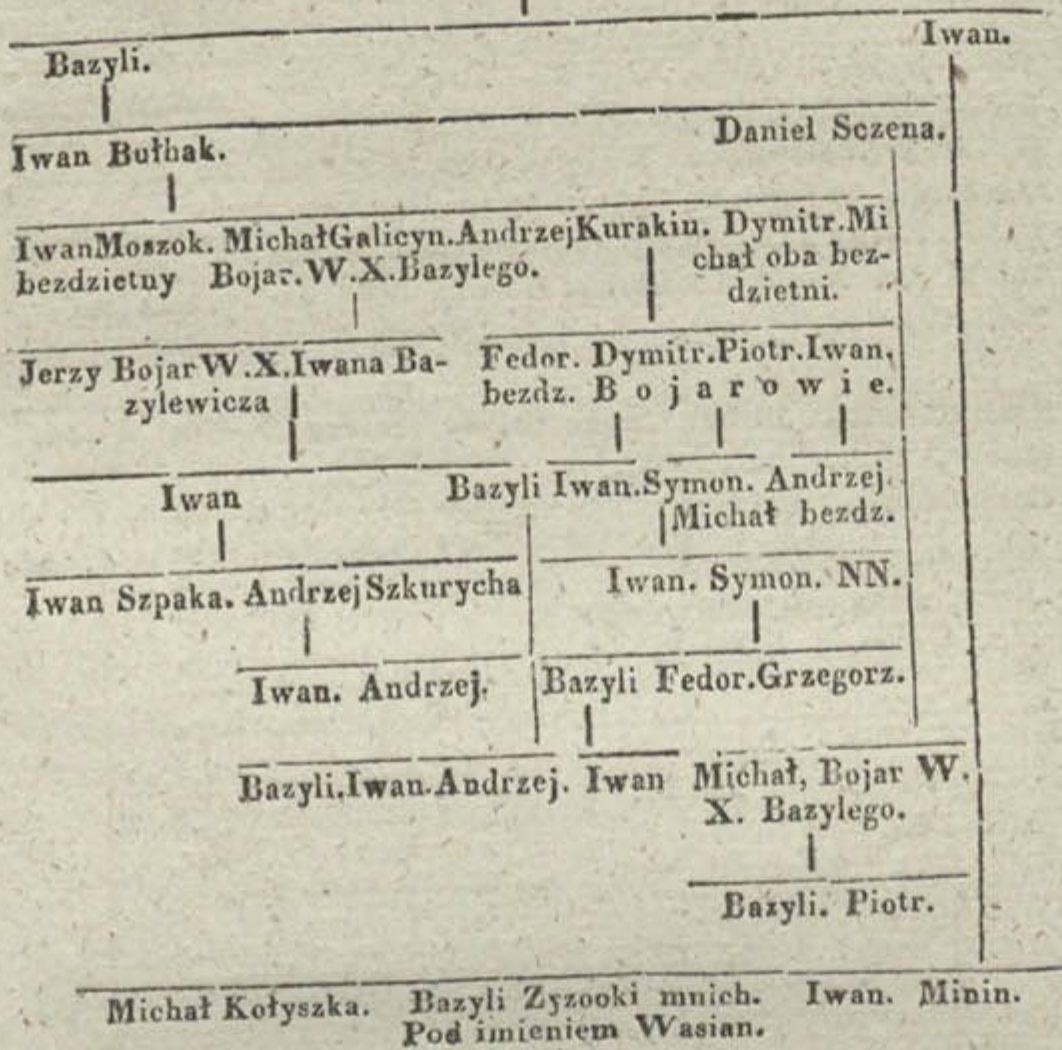 Bazyli. Iwan.
Iwan Bułhak. Daniel Sczena.
IwanMoszok. MichałGalicyn.AndrzejKurakin. Dymitr.Mi
bezdzietny Bojar.W.X.Bazylego. chał oba bez-
dzietni.
Jerzy Bojar W.X.Iwana Ba- Fedor. Dymitr.Piotr.Iwan.
zylewicza bezdz. Bojarowie.
Iwan Bazyli Iwan.Symon. Andrzej.
Michał bezdz.
Iwan Szpaka. Andrzej Szkurycha Iwan. Symon. NN.
Iwan. Andrzej. Bazyli Fedor.Grzegorz.
Bazyli.Iwan.Andrzej. Iwan Michał, Bojar W.
X. Bazylego.
Bazyli. Piotr.
Michał Kołyszka. Bazyli Zyzooki mnich. Iwan. Minin.
Pod imieniem Wasian.